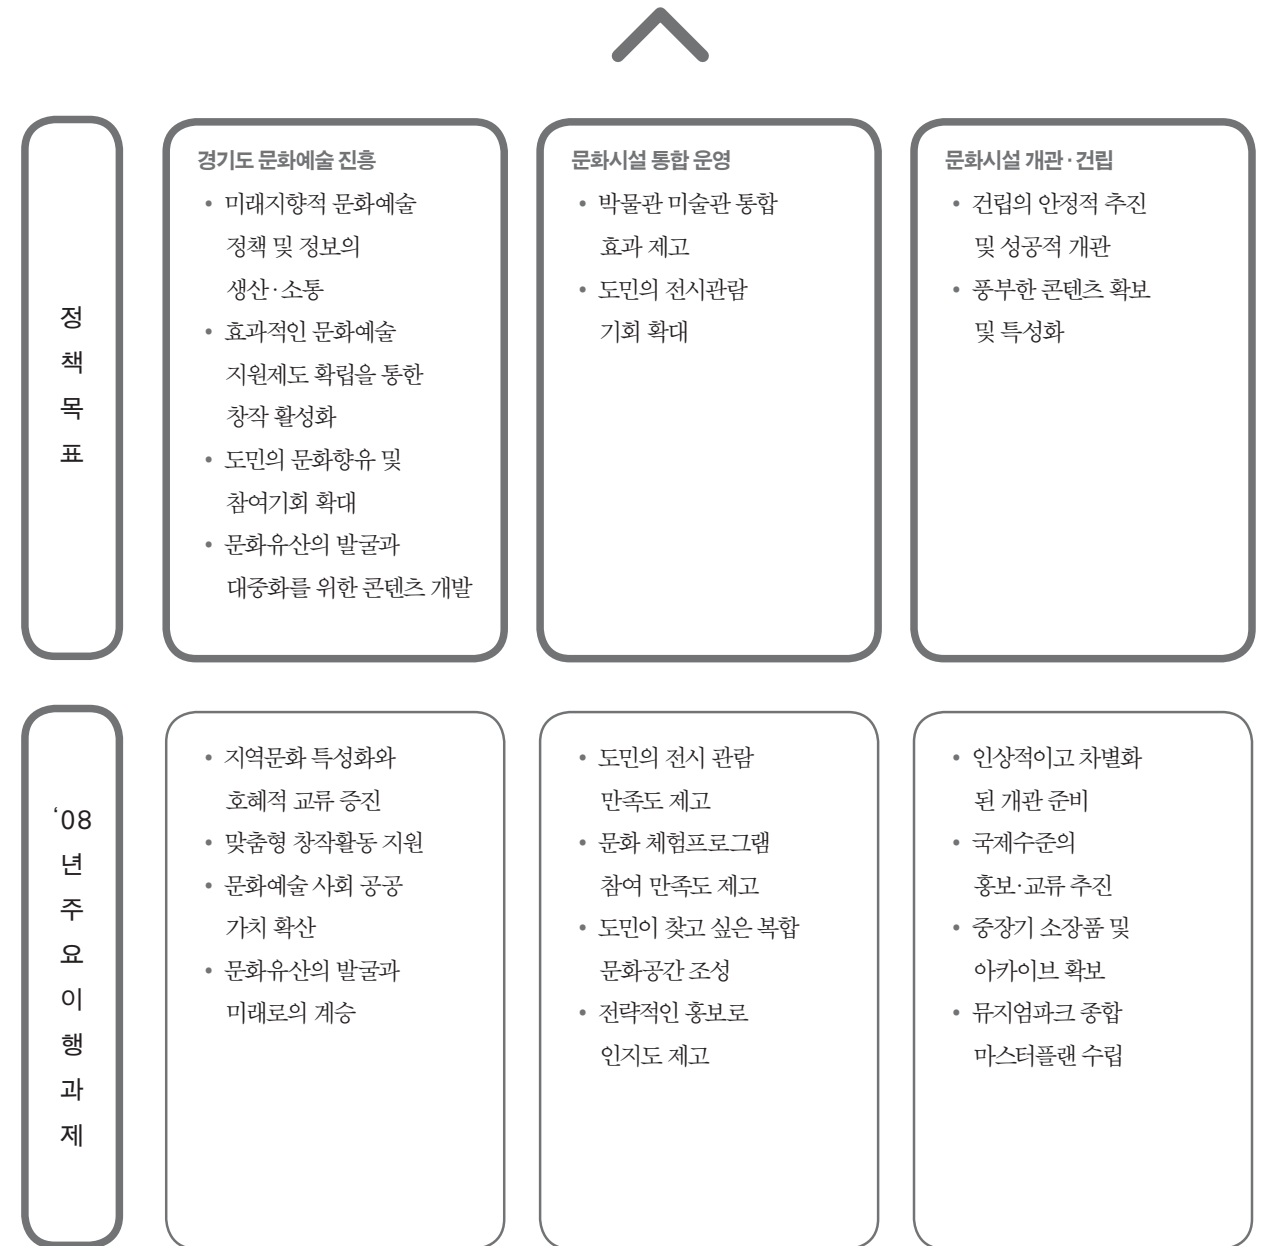 정
책
목
표
경기도 문화예술 진흥
• 미래지향적 문화예술
정책 및 정보의
생산·소통
• 효과적인 문화예술
지원제도 확립을 통한
창작 활성화
• 도민의 문화향유 및
참여기회 확대
• 문화유산의 발굴과
대중화를 위한 콘텐츠 개발
문화시설 통합 운영
• 박물관 미술관 통합
효과 제고
• 도민의 전시관람
기회 확대
문화시설 개관·건립
• 건립의 안정적 추진
및 성공적 개관
• 풍부한 콘텐츠 확보
및 특성화
‘08
년
주
요
이
행
과
제
• 지역문화 특성화와
호혜적 교류 증진
• 맞춤형 창작활동 지원
• 문화예술 사회 공공
가치 확산
• 문화유산의 발굴과
미래로의 계승
• 도민의 전시 관람
만족도 제고
• 문화 체험프로그램
참여 만족도 제고
• 도민이 찾고 싶은 복합
문화공간 조성
• 전략적인 홍보로
인지도 제고
• 인상적이고 차별화
된 개관 준비
• 국제수준의
홍보·교류 추진
• 중장기 소장품 및
아카이브 확보
• 뮤지엄파크 종합
마스터플랜 수립